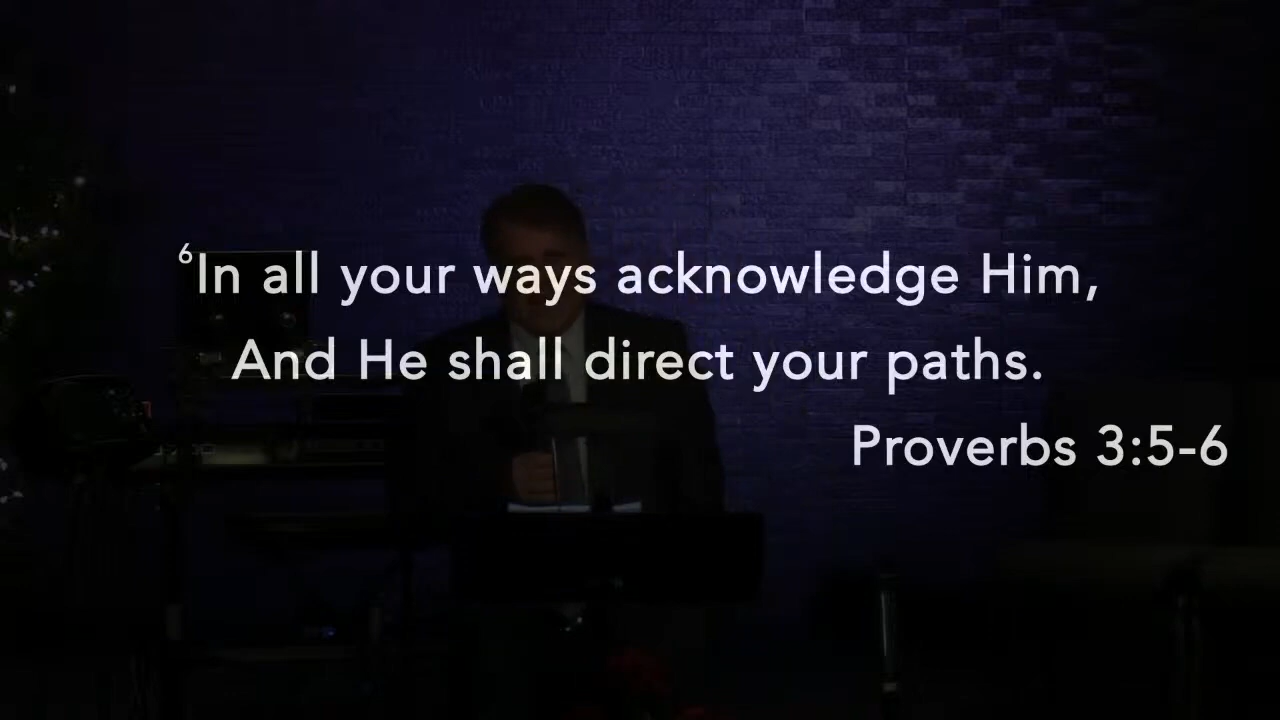 ⁶In all your ways acknowledge Him,
And He shall direct your paths.
Proverbs 3:5-6